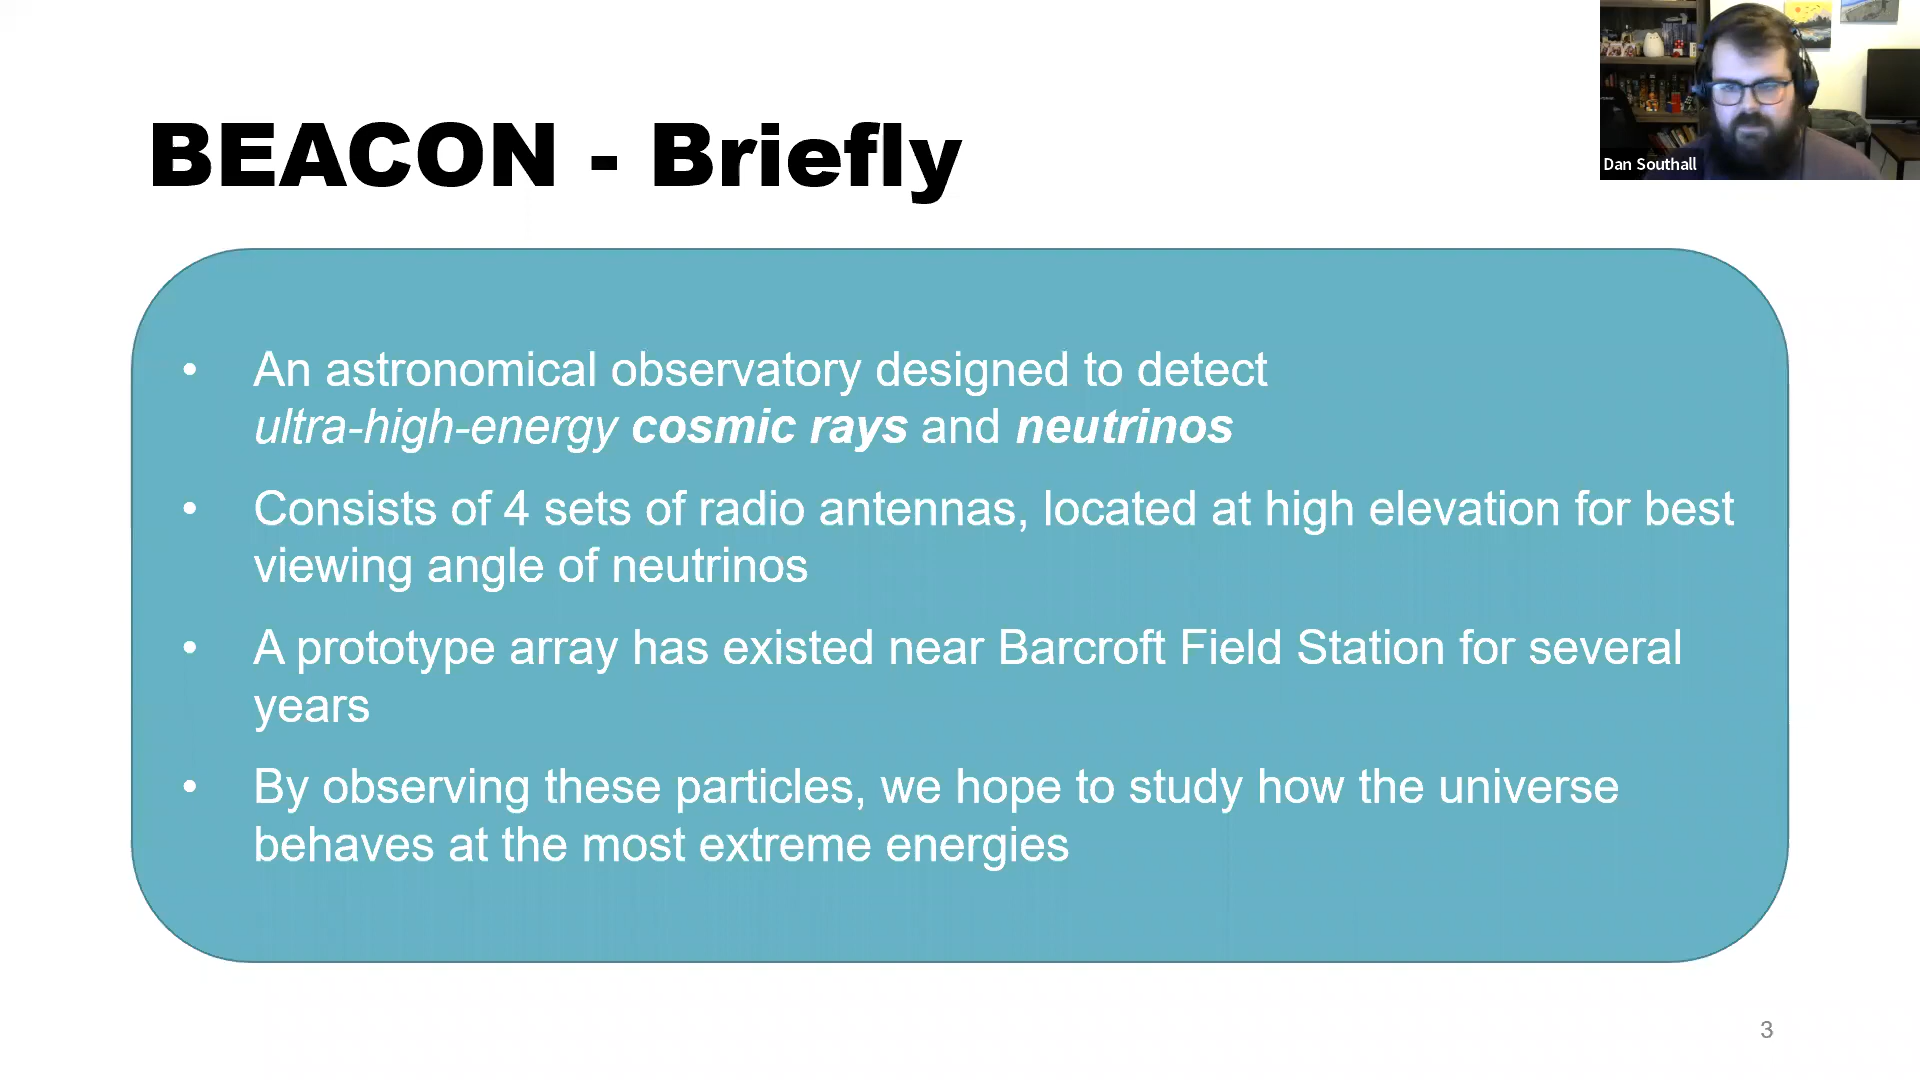 BEACON - Briefly
Dan Southall
• An astronomical observatory designed to detect
ultra-high-energy cosmic rays and neutrinos
• Consists of 4 sets of radio antennas, located at high elevation for best
viewing angle of neutrinos
• A prototype array has existed near Barcroft Field Station for several
years
• By observing these particles, we hope to study how the universe
behaves at the most extreme energies
3